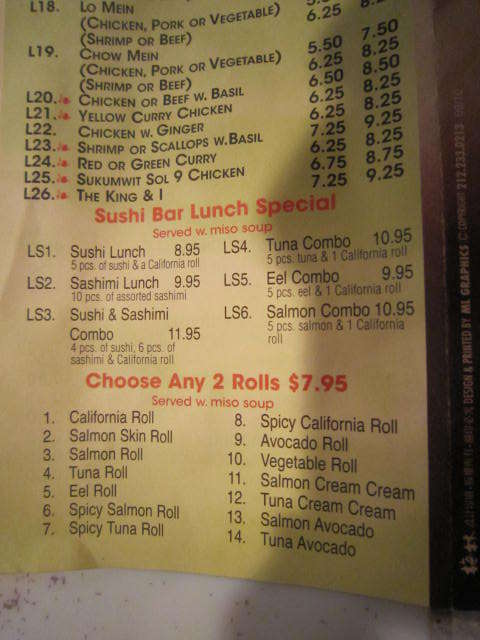 L18. LO MEIN
(CHICKEN, PORK OR VEGETABLE)
(SHRIMP OR BEEF) 6.25 8.25
L19. CHOW MEIN 7.50
(CHICKEN, PORK OR VEGETABLE) 5.50 8.25
(SHRIMP OR BEEF) 6.25 8.50
L20. CHICKEN OR BEEF W. BASIL 6.50 8.25
L21. YELLOW CURRY CHICKEN 6.25 8.25
L22. CHICKEN W. GINGER 6.25 9.25
L23. SHRIMP OR SCALLOPS W.BASIL 7.25 8.25
L24. RED OR GREEN CURRY 6.25 8.75
L25. SUKUMWIT SOL 9 CHICKEN 6.75 9.25
L26. THE KING & I 7.25
Sushi Bar Lunch Special
Served w. miso soup
LS1. Sushi Lunch 8.95
5 pcs. of sushi & a California roll
LS2. Sashimi Lunch 9.95
10 pcs. of assorted sashimi
LS3. Sushi & Sashimi
Combo 11.95
4 pcs. of sushi, 6 pcs. of
sashimi & California roll
LS4. Tuna Combo 10.95
5 pcs. tuna & 1 California roll
LS5. Eel Combo 9.95
5 pcs. eel & 1 California roll
LS6. Salmon Combo 10.95
5 pcs. salmon & 1 California
roll
Choose Any 2 Rolls $7.95
Served w. miso soup
1. California Roll
2. Salmon Skin Roll
3. Salmon Roll
4. Tuna Roll
5. Eel Roll
6. Spicy Salmon Roll
7. Spicy Tuna Roll
8. Spicy California Roll
9. Avocado Roll
10. Vegetable Roll
11. Salmon Cream Cream
12. Tuna Cream Cream
13. Salmon Avocado
14. Tuna Avocado
DESIGN & PRINTED BY ML GRAPHICS © COPYRIGHT 212.233.0213